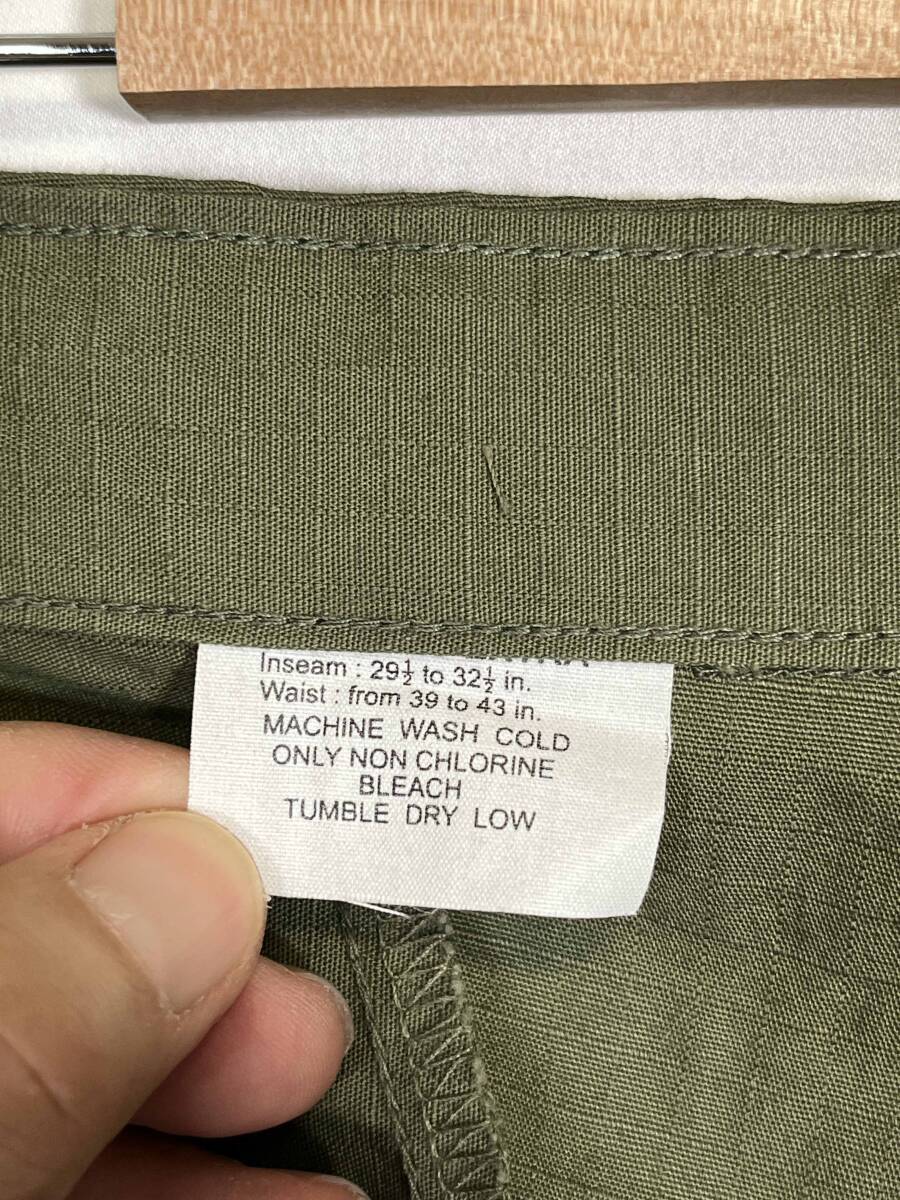 Inseam : 29½ to 32½ in.
Waist : from 39 to 43 in.
MACHINE WASH COLD
ONLY NON CHLORINE
BLEACH
TUMBLE DRY LOW